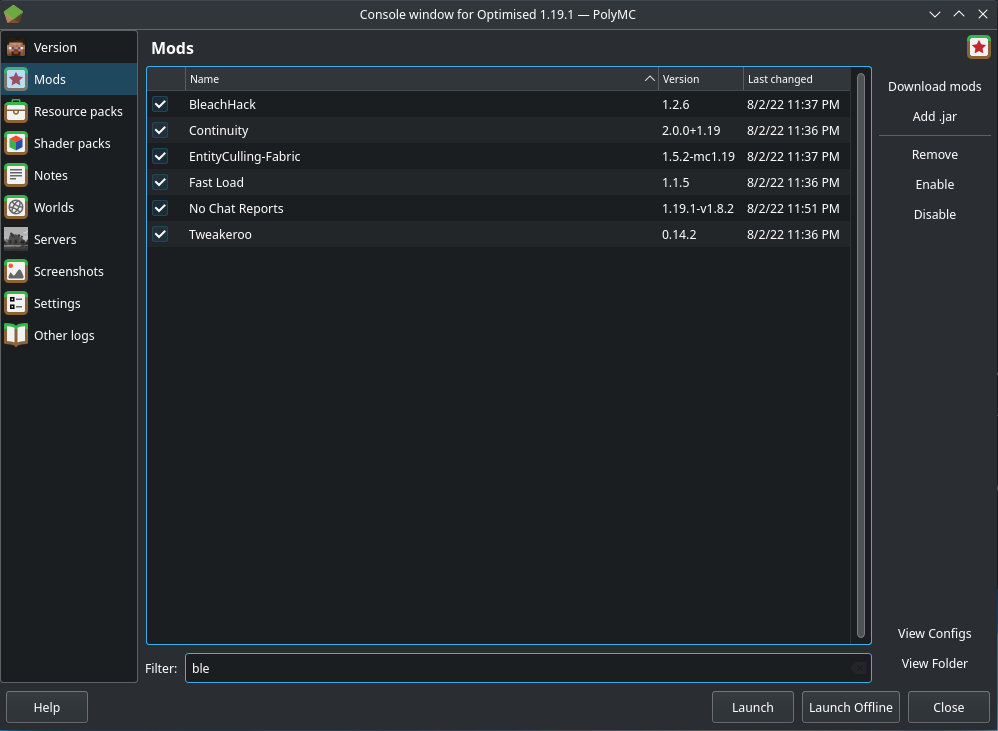 Console window for Optimised 1.19.1 — PolyMC
Version
Mods
Resource packs
Shader packs
Notes
Worlds
Servers
Screenshots
Settings
Other logs
Mods
Name Version Last changed
BleachHack 1.2.6 8/2/22 11:37 PM
Continuity 2.0.0+1.19 8/2/22 11:36 PM
EntityCulling-Fabric 1.5.2-mc1.19 8/2/22 11:37 PM
Fast Load 1.1.5 8/2/22 11:36 PM
No Chat Reports 1.19.1-v1.8.2 8/2/22 11:51 PM
Tweakeroo 0.14.2 8/2/22 11:36 PM
Filter: ble
Download mods
Add .jar
Remove
Enable
Disable
View Configs
View Folder
Help Launch Launch Offline Close